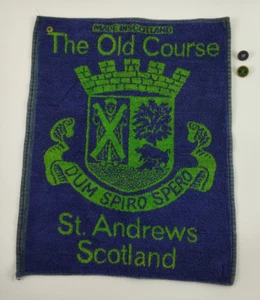 MADE IN SCOTLAND
The Old Course
DUM SPIRO SPERO
St. Andrews
Scotland